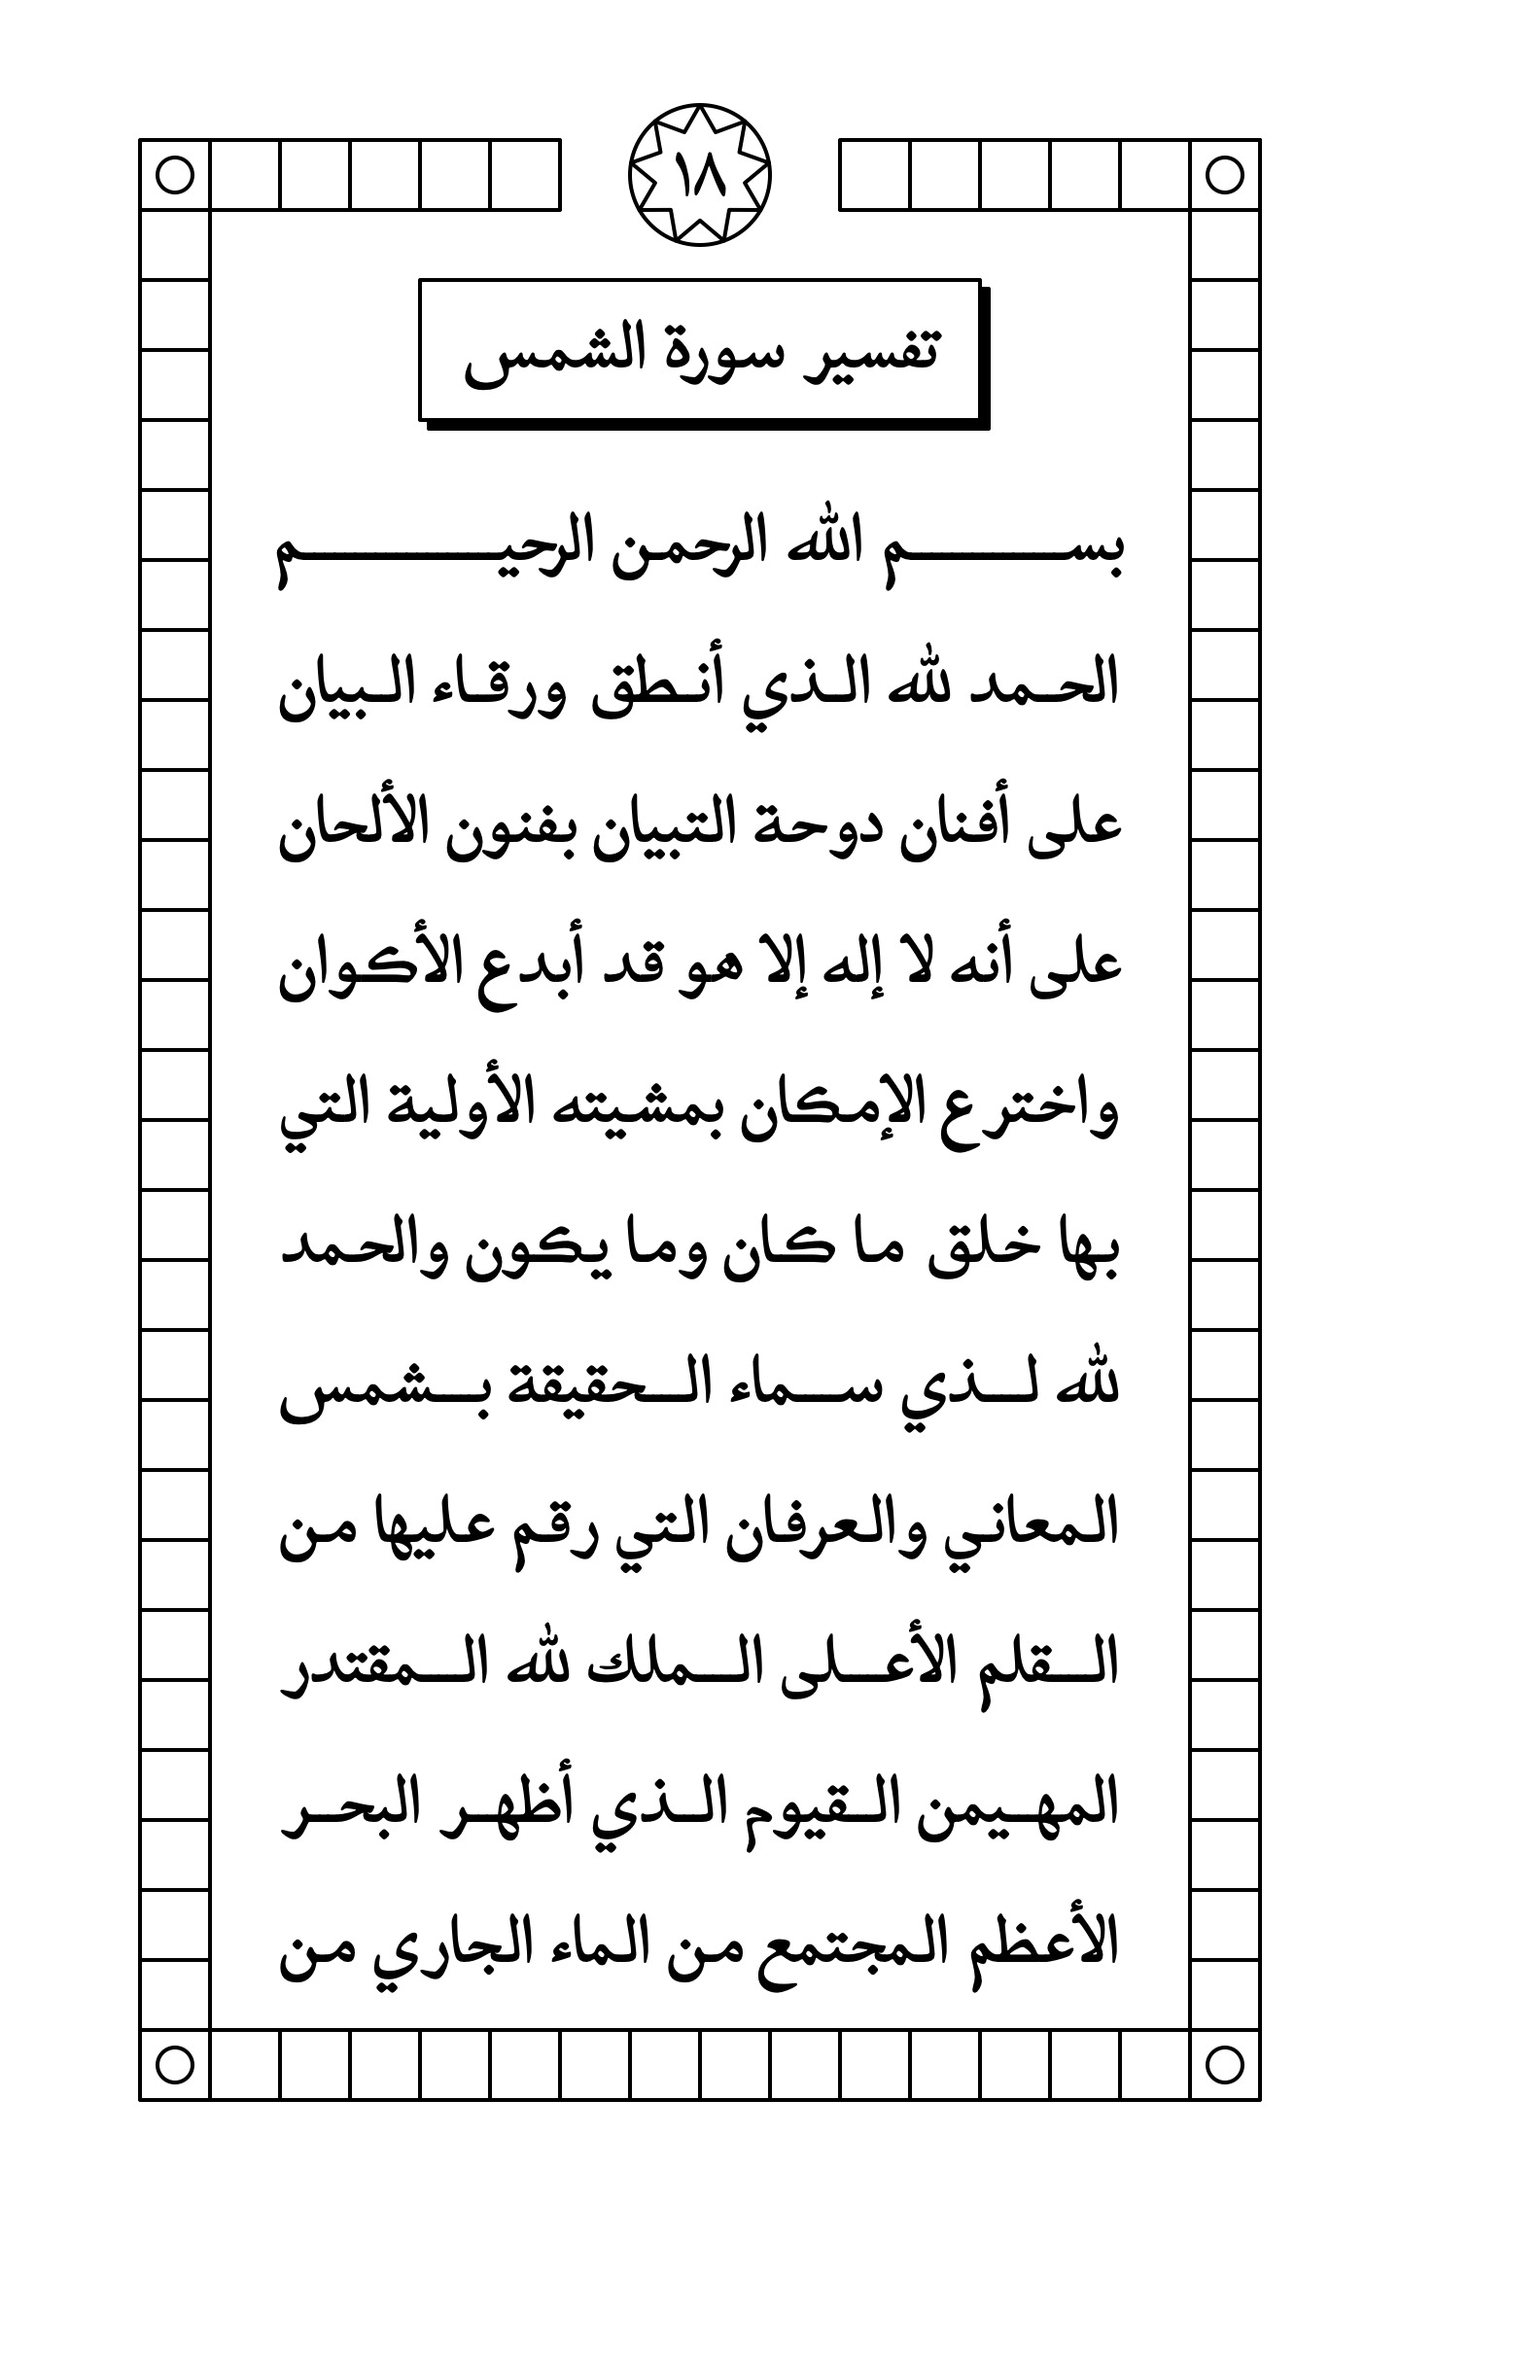 ١٨
تفسير سورة الشمس
بسم الله الرحمن الرحيم
الحمد لله الذي أنطق ورقاء البيان
على أفنان دوحة التبيان بفنون الألحان
على أنه لا إله إلا هو قد أبدع الأكوان
واخترع الإمكان بمشيته الأولية التي
بها خلق ما كان وما يكون والحمد
لله لذي سماء الحقيقة بشمس
المعاني والعرفان التي رقم عليها من
القلم الأعلى الملك لله المقتدر
المهيمن القيوم الذي أظهر البحر
الأعظم المجتمع من الماء الجاري من